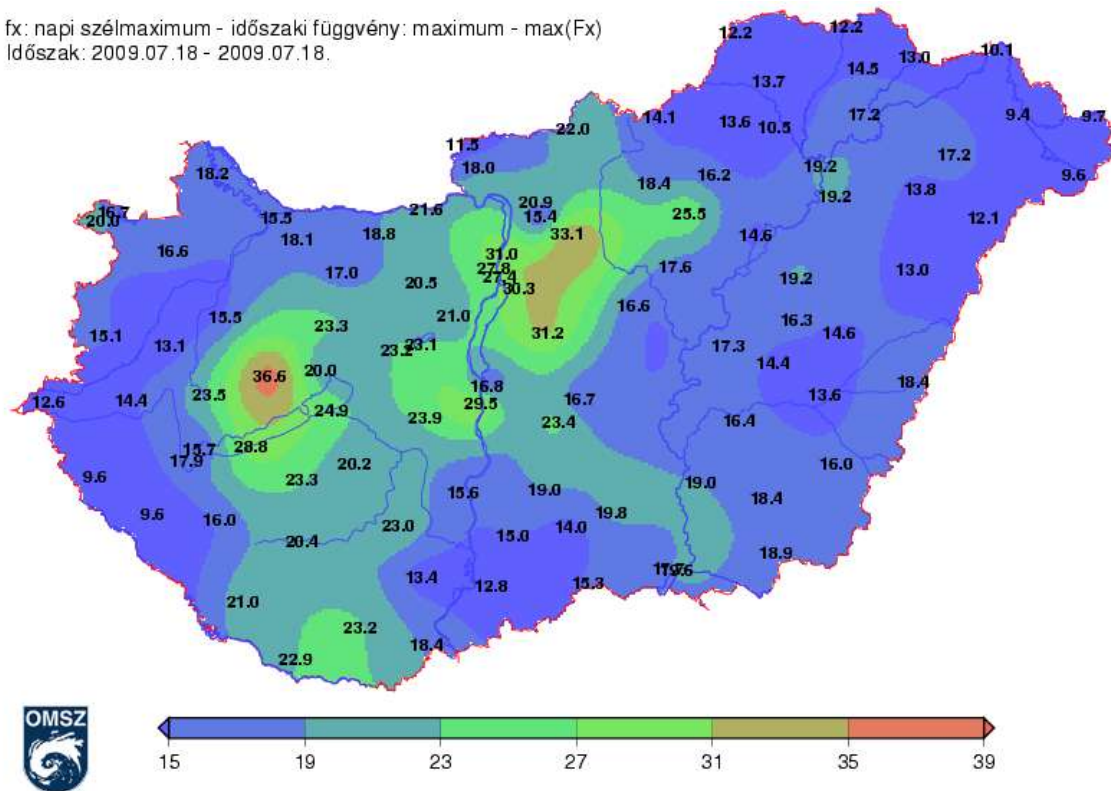 fx: napi szélmaximum - időszaki függvény: maximum - max(Fx)
Időszak: 2009.07.18 - 2009.07.18.
12.2 12.2
13.0 10.1
14.5
13.7
14.1 13.6 10.5 17.2 9.4 9.7
22.0
11.5
18.0 18.4 16.2 19.2 17.2 9.6
18.2
16.7 20.0 15.5 21.6 20.9 15.4 25.5 19.2 13.8 12.1
16.6 18.1 18.8 33.1 14.6
31.0
17.0 27.8 17.6 13.0
27.4
20.5 30.3 19.2
15.5 23.3 21.0 16.6 16.3
15.1 13.1 23.2 23.1 31.2 17.3 14.6
36.6 20.0 14.4
12.6 14.4 23.5 16.8 16.7 13.6 18.4
24.9 23.9 29.5 23.4 16.4
15.7 28.8
17.9 20.2 16.0
9.6 23.3 15.6 19.0 19.0 18.4
9.6 16.0 23.0 19.8
20.4 15.0 14.0
18.9
13.4 12.8 15.3 19.6
21.0
23.2
22.9 18.4
OMSZ
15 19 23 27 31 35 39